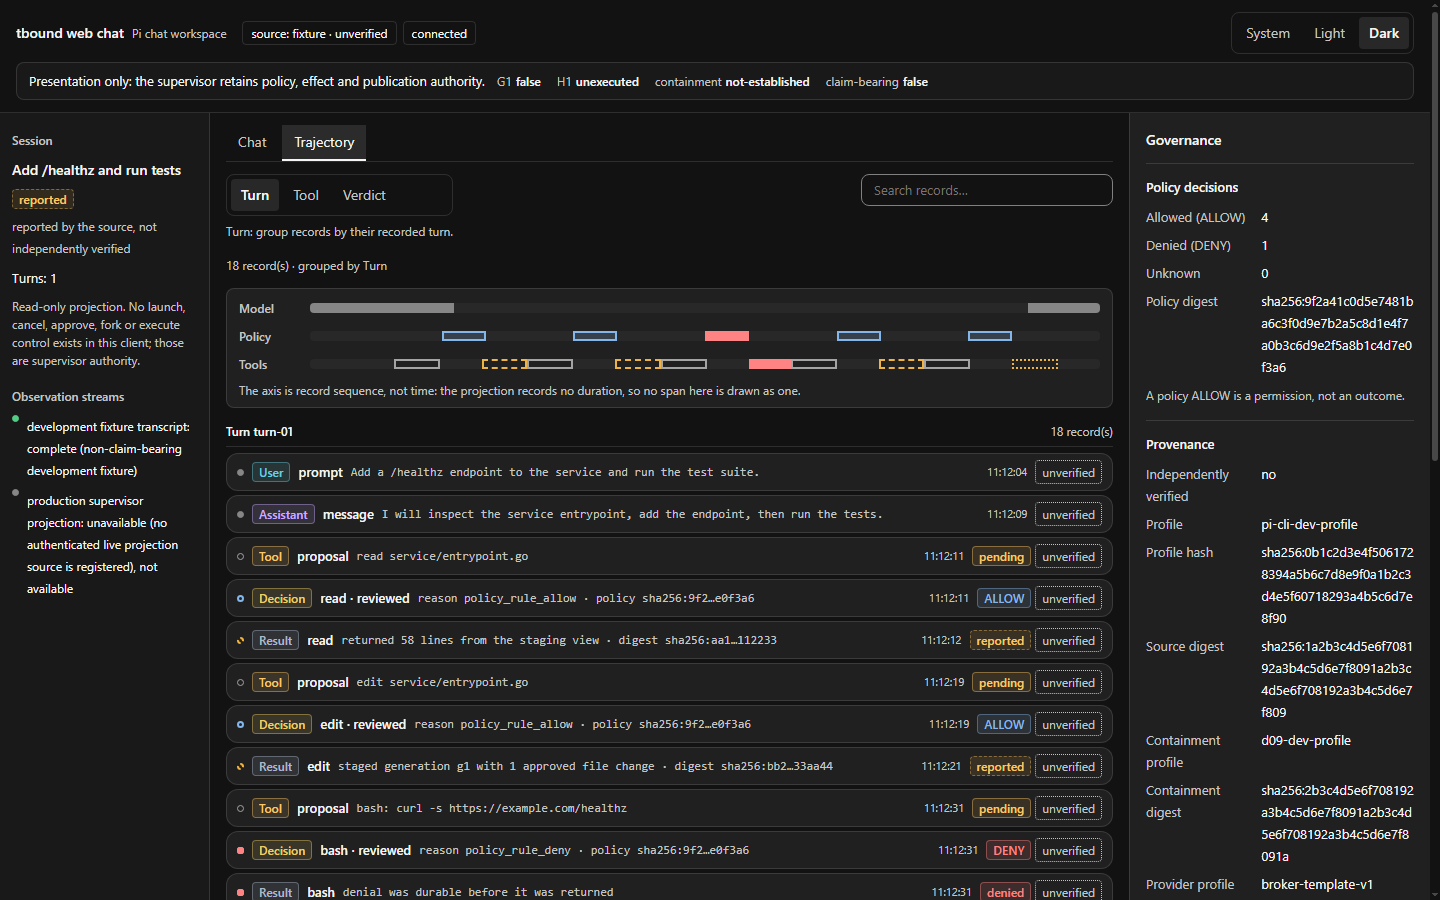 tbound web chat Pi chat workspace source: fixture · unverified connected System Light Dark
Presentation only: the supervisor retains policy, effect and publication authority. G1 false H1 unexecuted containment not-established claim-bearing false
Session
Add /healthz and run tests
reported
reported by the source, not
independently verified
Turns: 1
Read-only projection. No launch,
cancel, approve, fork or execute
control exists in this client; those
are supervisor authority.
Observation streams
development fixture transcript:
complete (non-claim-bearing
development fixture)
production supervisor
projection: unavailable (no
authenticated live projection
source is registered), not
available
Chat Trajectory
Turn Tool Verdict Search records...
Turn: group records by their recorded turn.
18 record(s) · grouped by Turn
Model
Policy
Tools
The axis is record sequence, not time: the projection records no duration, so no span here is drawn as one.
Turn turn-01 18 record(s)
User prompt Add a /healthz endpoint to the service and run the test suite. 11:12:04 unverified
Assistant message I will inspect the service entrypoint, add the endpoint, then run the tests. 11:12:09 unverified
Tool proposal read service/entrypoint.go 11:12:11 pending unverified
Decision read · reviewed reason policy_rule_allow · policy sha256:9f2…e0f3a6 11:12:11 ALLOW unverified
Result read returned 58 lines from the staging view · digest sha256:aa1…112233 11:12:12 reported unverified
Tool proposal edit service/entrypoint.go 11:12:19 pending unverified
Decision edit · reviewed reason policy_rule_allow · policy sha256:9f2…e0f3a6 11:12:19 ALLOW unverified
Result edit staged generation g1 with 1 approved file change · digest sha256:bb2…33aa44 11:12:21 reported unverified
Tool proposal bash: curl -s https://example.com/healthz 11:12:31 pending unverified
Decision bash · reviewed reason policy_rule_deny · policy sha256:9f2…e0f3a6 11:12:31 DENY unverified
Result bash denial was durable before it was returned 11:12:31 denied unverified
Governance
Policy decisions
Allowed (ALLOW) 4
Denied (DENY) 1
Unknown 0
Policy digest sha256:9f2a41c0d5e7481b
a6c3f0d9e7b2a5c8d1e4f7
a0b3c6d9e2f5a8b1c4d7e0
f3a6
A policy ALLOW is a permission, not an outcome.
Provenance
Independently no
verified
Profile pi-cli-dev-profile
Profile hash sha256:0b1c2d3e4f506172
8394a5b6c7d8e9f0a1b2c3
d4e5f60718293a4b5c6d7e
8f90
Source digest sha256:1a2b3c4d5e6f7081
92a3b4c5d6e7f8091a2b3c
4d5e6f708192a3b4c5d6e7
f809
Containment d09-dev-profile
profile
Containment sha256:2b3c4d5e6f708192
digest a3b4c5d6e7f8091a2b3c4d
5e6f708192a3b4c5d6e7f8
091a
Provider profile broker-template-v1